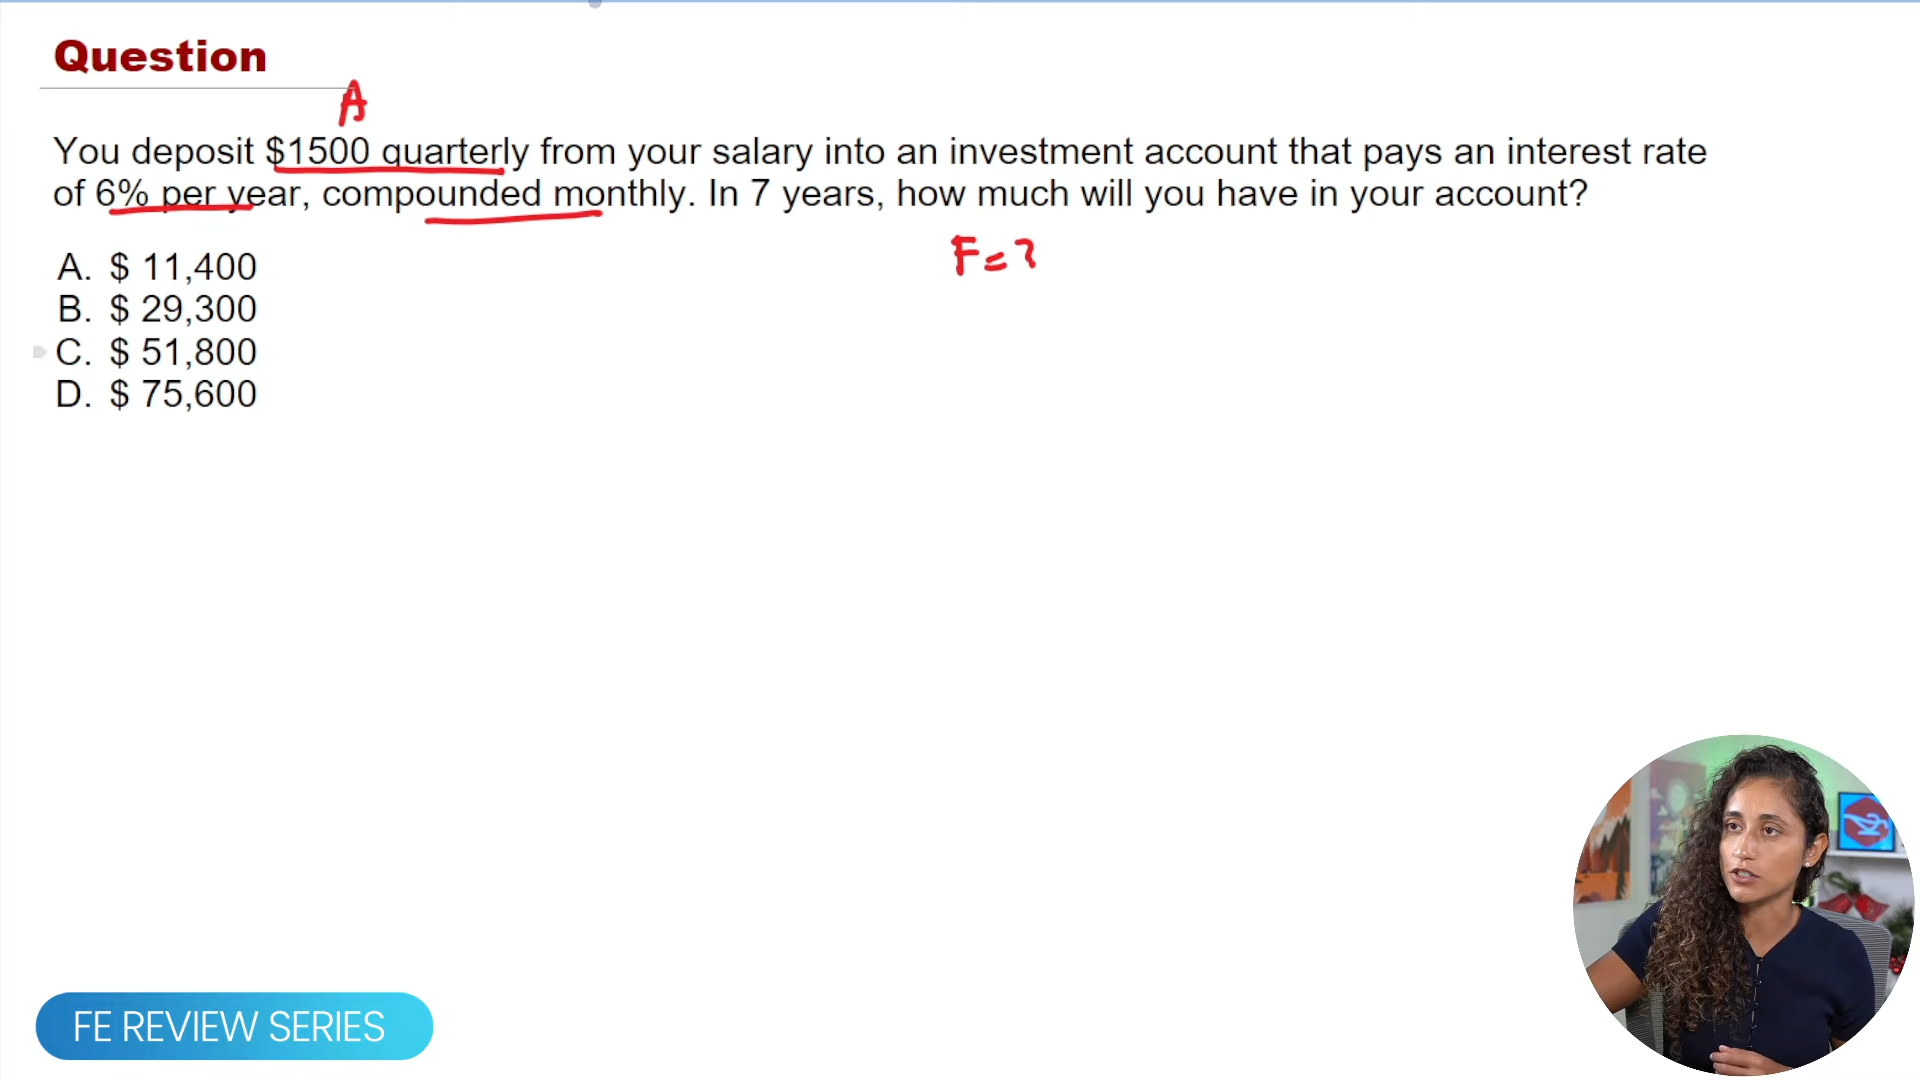 Question
A
You deposit $1500 quarterly from your salary into an investment account that pays an interest rate
of 6% per year, compounded monthly. In 7 years, how much will you have in your account?
F=?
A. $ 11,400
B. $ 29,300
C. $ 51,800
D. $ 75,600
FE REVIEW SERIES